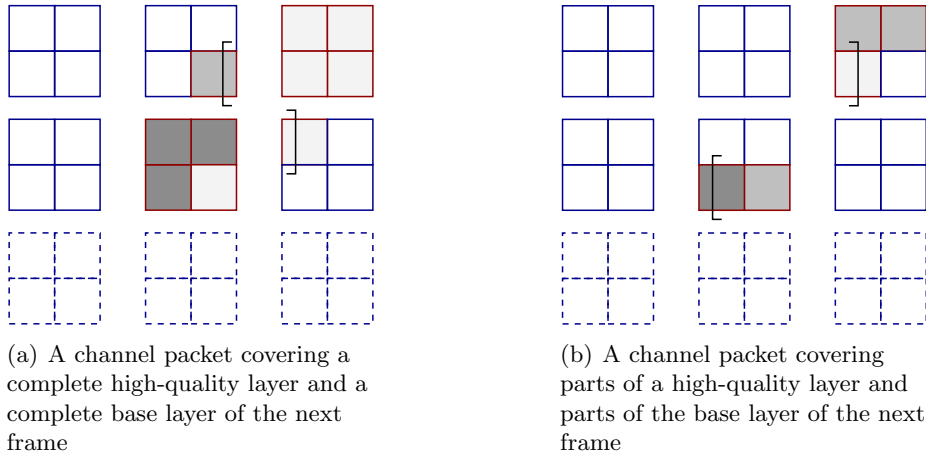 (a) A channel packet covering a
complete high-quality layer and a
complete base layer of the next
frame
(b) A channel packet covering
parts of a high-quality layer and
parts of the base layer of the next
frame